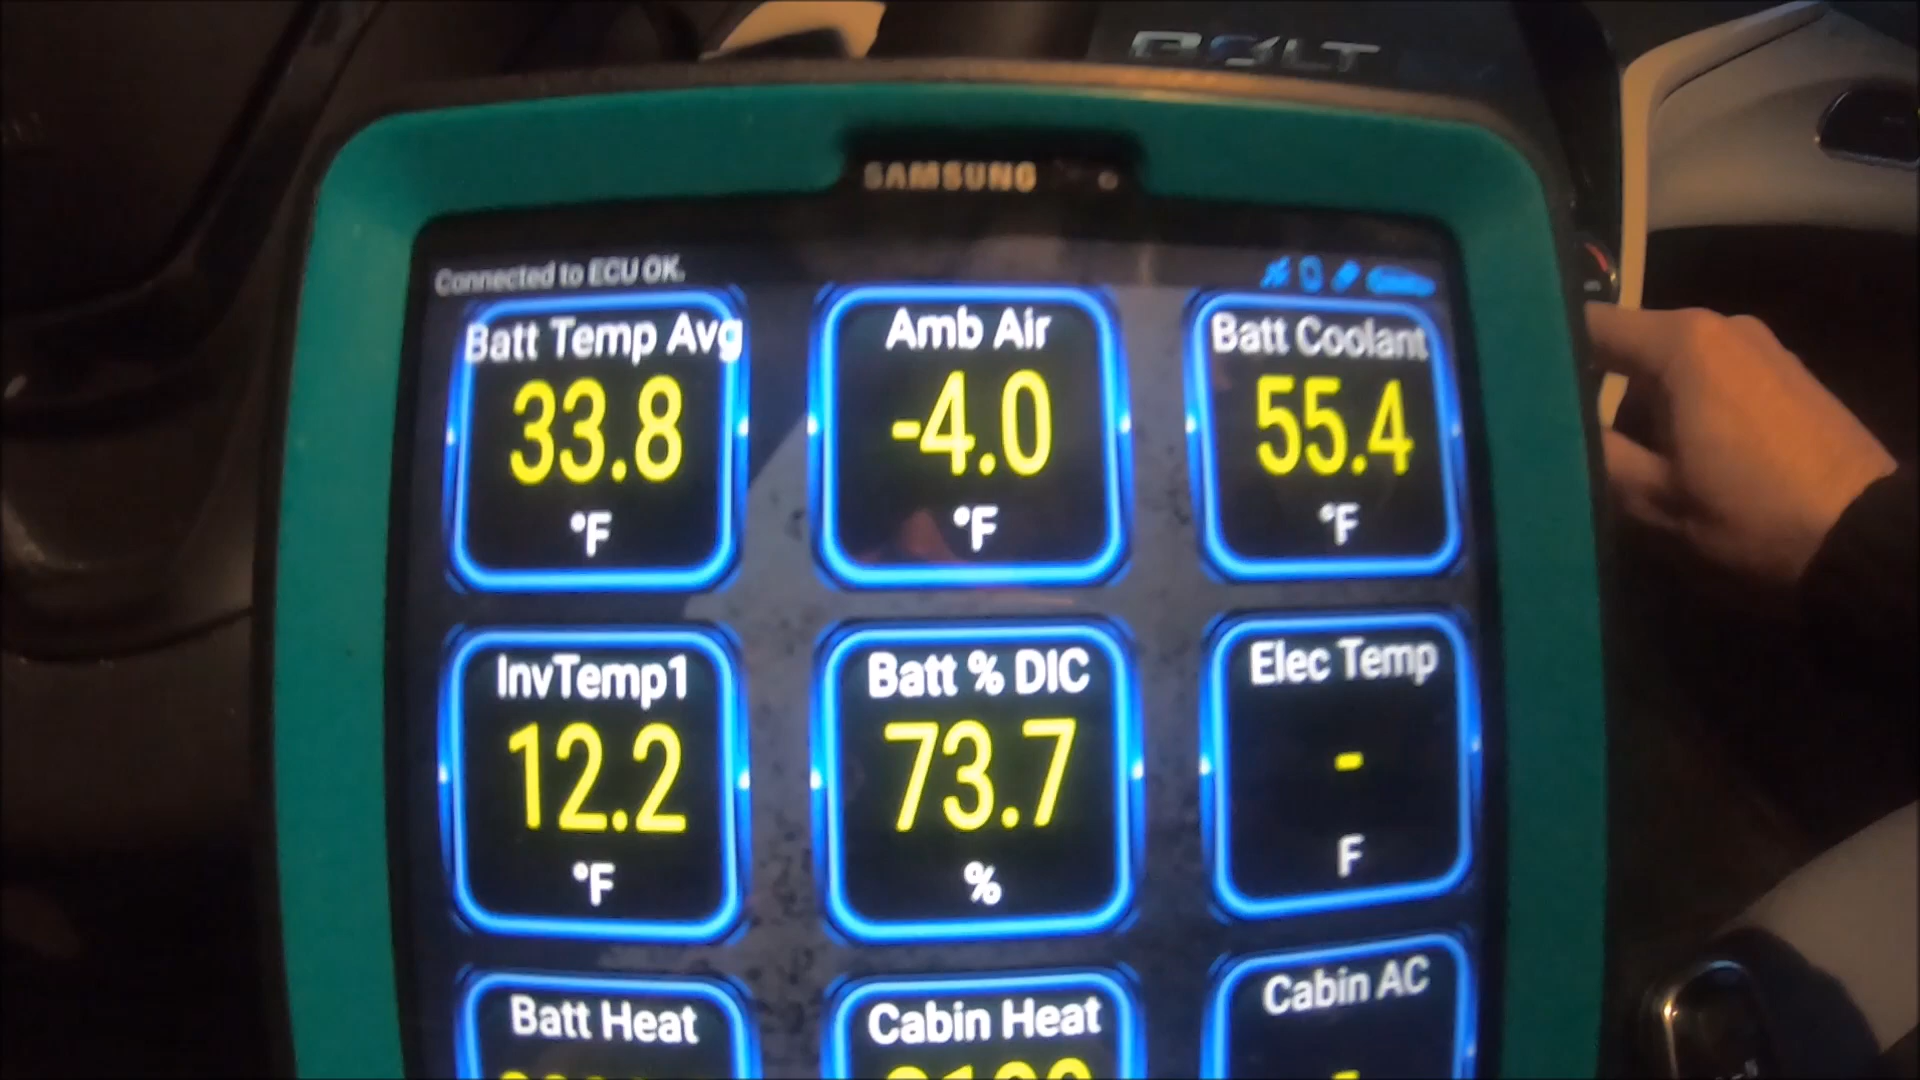 BOLT
SAMSUNG
Connected to ECU OK.
Batt Temp Avg
33.8
°F
Amb Air
-4.0
°F
Batt Coolant
55.4
°F
InvTemp1
12.2
°F
Batt % DIC
73.7
%
Elec Temp
-
F
Batt Heat
Cabin Heat
Cabin AC
-